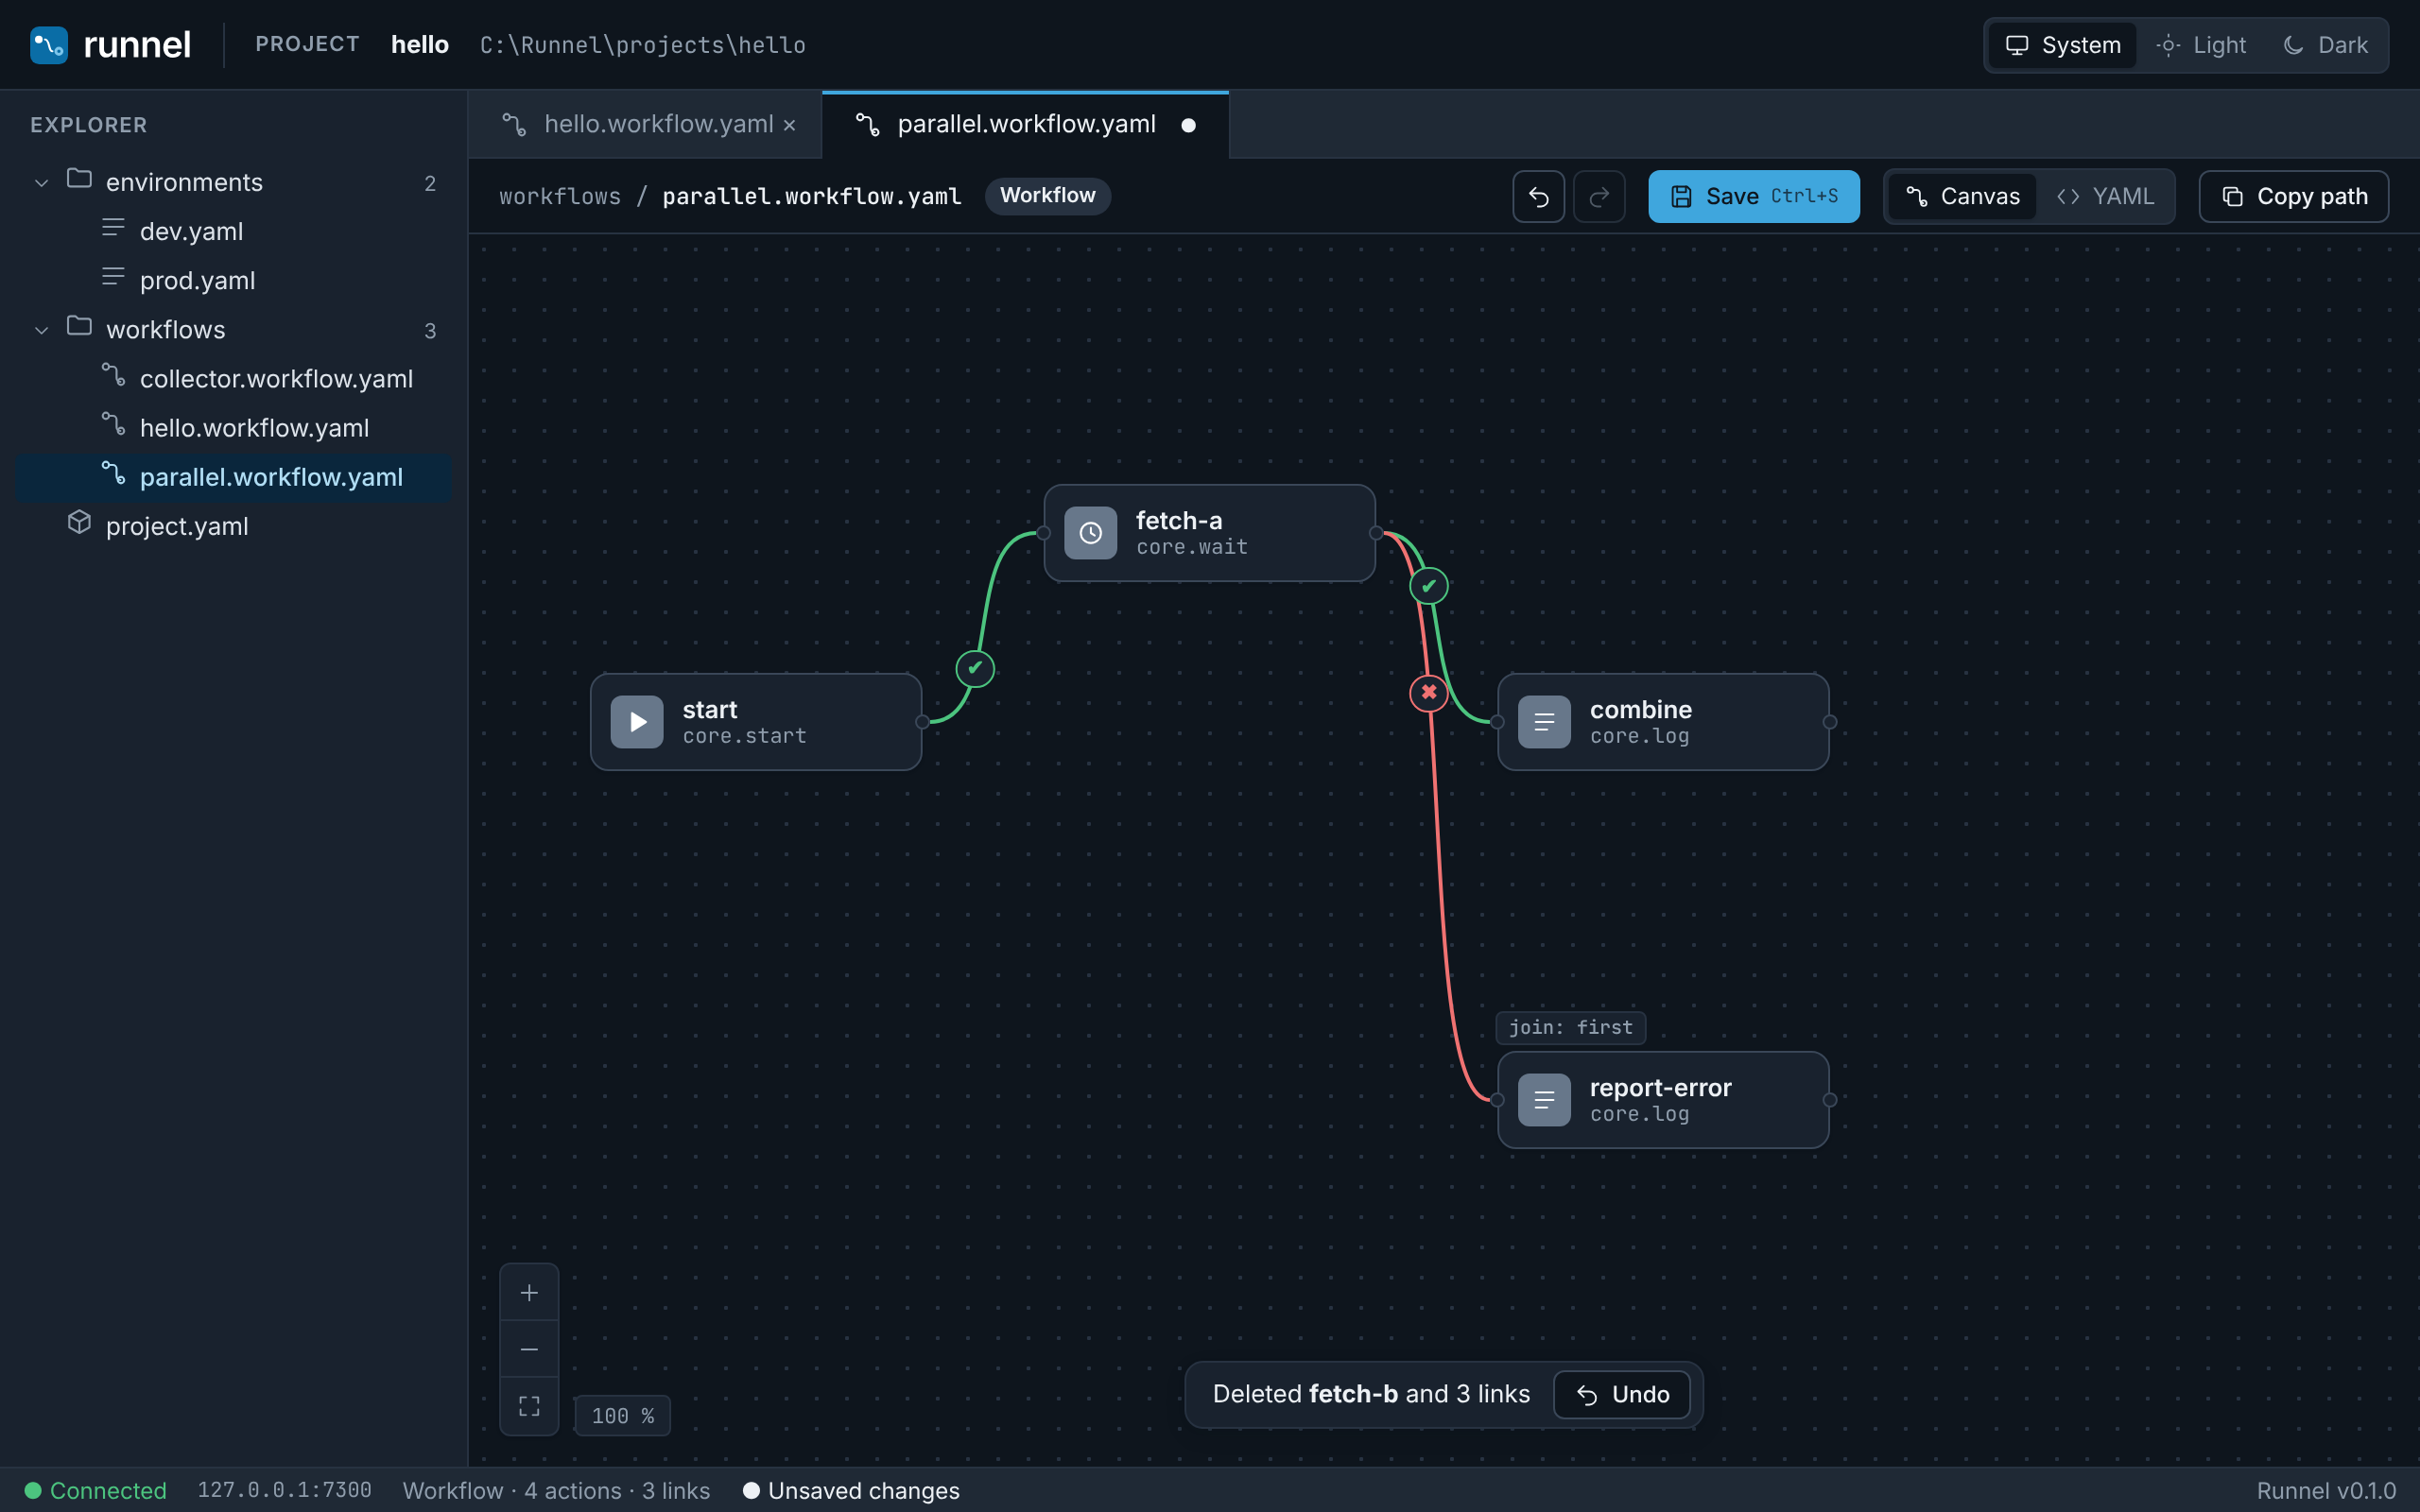 runnel PROJECT hello C:\Runnel\projects\hello System Light Dark
EXPLORER
environments 2
dev.yaml
prod.yaml
workflows 3
collector.workflow.yaml
hello.workflow.yaml
parallel.workflow.yaml
project.yaml
hello.workflow.yaml × parallel.workflow.yaml
workflows / parallel.workflow.yaml Workflow Save Ctrl+S Canvas YAML Copy path
fetch-a
core.wait
start
core.start
combine
core.log
join: first
report-error
core.log
100 %
Deleted fetch-b and 3 links Undo
Connected 127.0.0.1:7300 Workflow · 4 actions · 3 links Unsaved changes Runnel v0.1.0